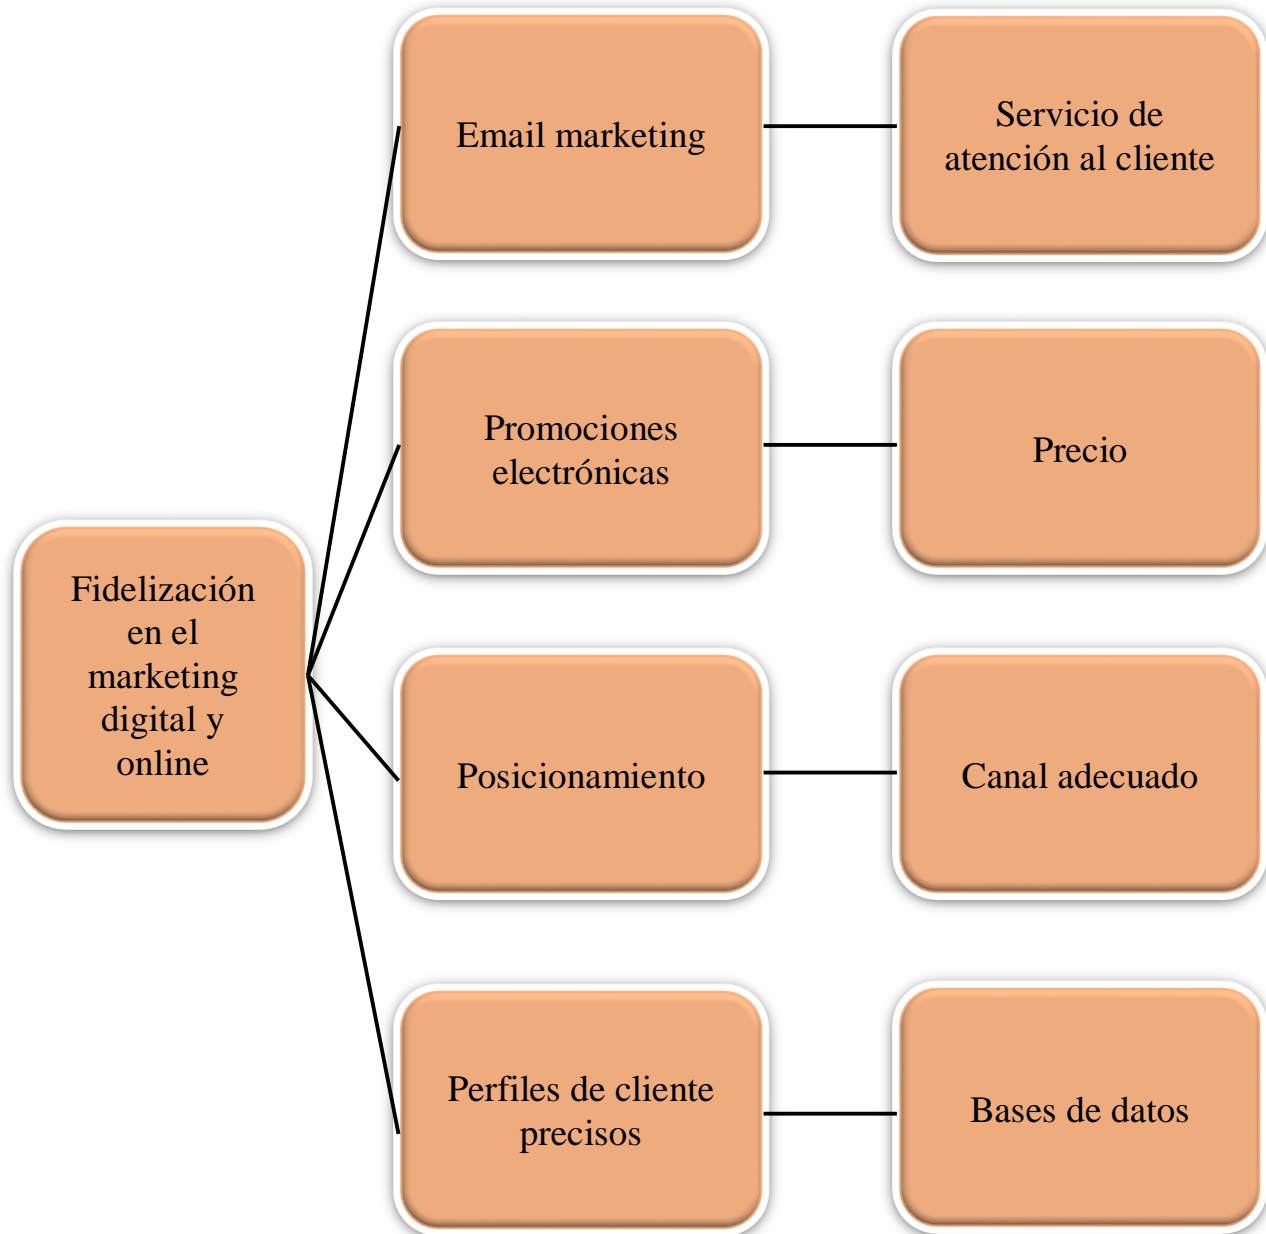 Email marketing
Servicio de
atención al cliente
Promociones
electrónicas
Precio
Fidelización
en el
marketing
digital y
online
Posicionamiento
Canal adecuado
Perfiles de cliente
precisos
Bases de datos